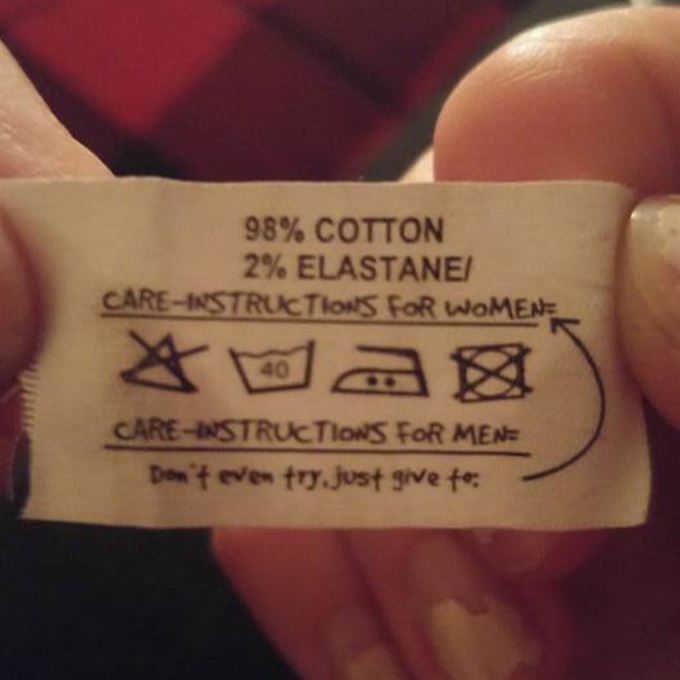 98% COTTON
2% ELASTANE/
CARE-INSTRUCTIONS FOR WOMEN=
40
CARE-INSTRUCTIONS FOR MEN=
Don't even try, just give to: